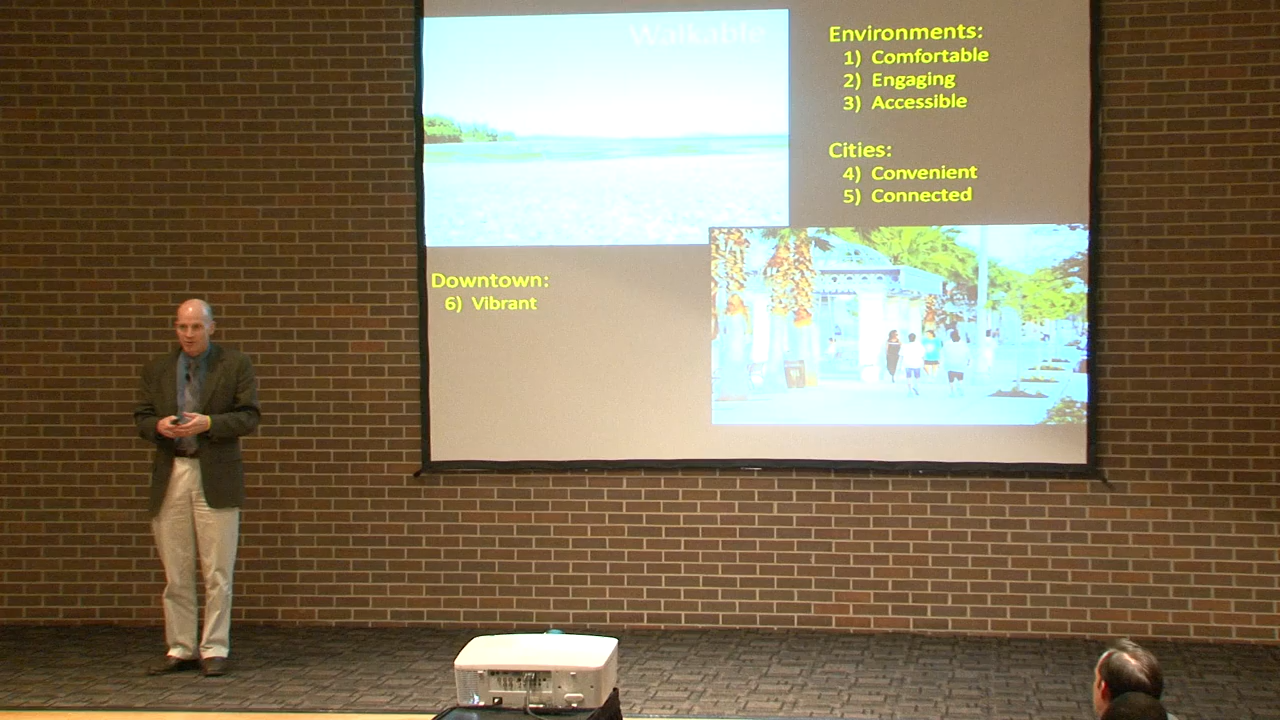 Walkable
Environments:
1) Comfortable
2) Engaging
3) Accessible
Cities:
4) Convenient
5) Connected
Downtown:
6) Vibrant